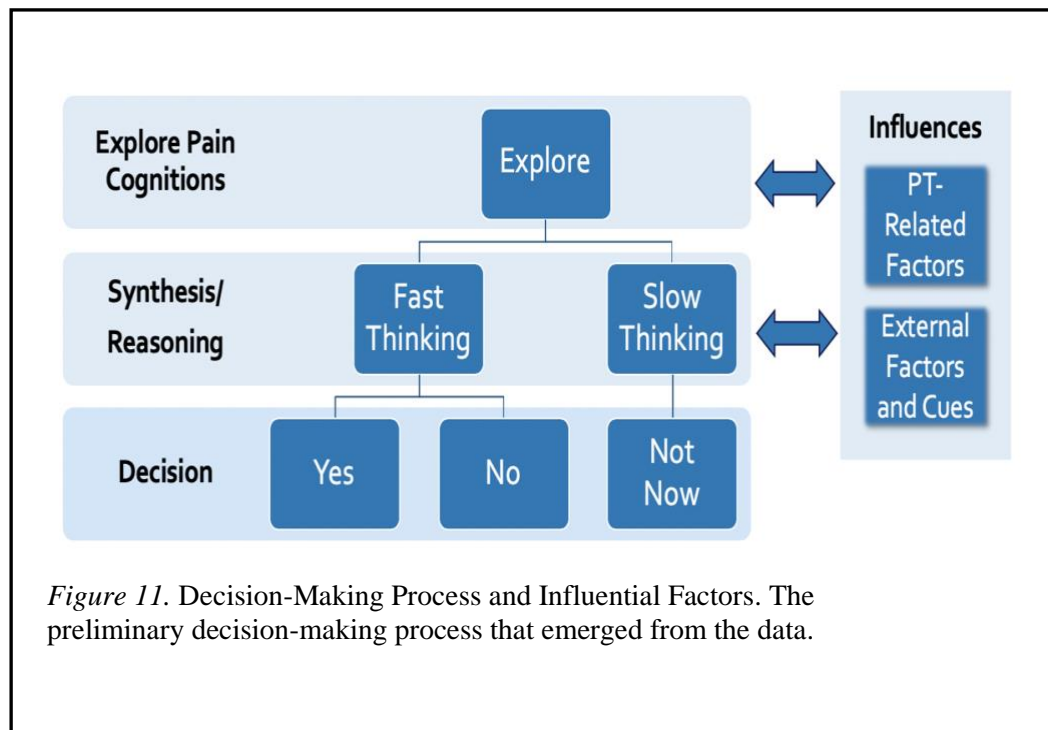 Explore Pain
Cognitions
Explore
Synthesis/
Reasoning
Fast
Thinking
Slow
Thinking
Decision
Yes
No
Not
Now
Influences
PT-
Related
Factors
External
Factors
and Cues
Figure 11. Decision-Making Process and Influential Factors. The
preliminary decision-making process that emerged from the data.